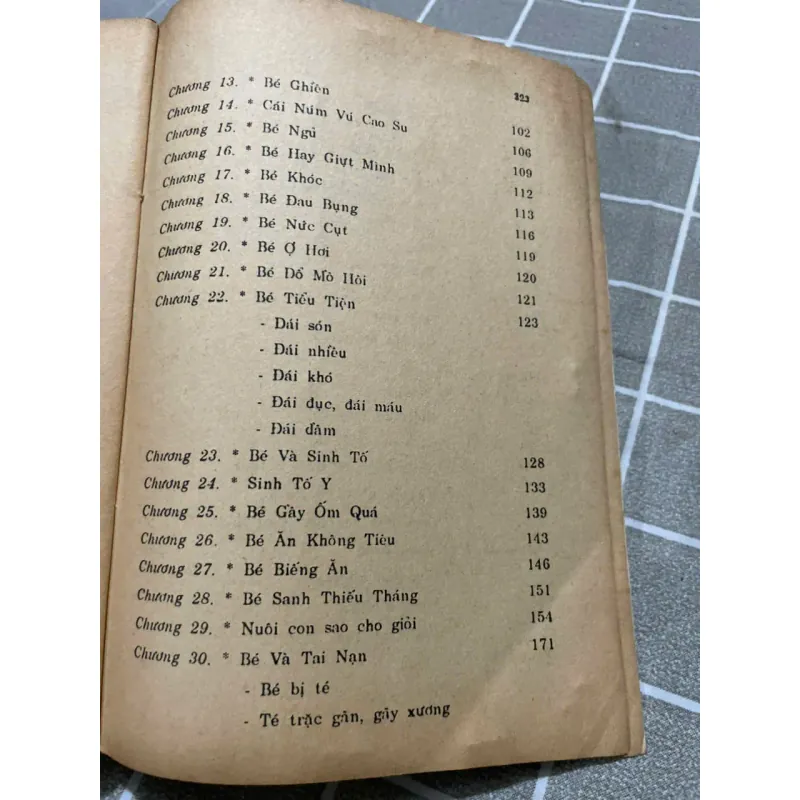 323
Chương 13. * Bé Ghiền 102
Chương 14. * Cái Núm Vú Cao Su 106
Chương 15. * Bé Ngủ 109
Chương 16. * Bé Hay Giựt Mình 112
Chương 17. * Bé Khóc 113
Chương 18. * Bé Đau Bụng 116
Chương 19. * Bé Nức Cụt 119
Chương 20. * Bé Ợ Hơi 120
Chương 21. * Bé Đổ Mồ Hôi 121
Chương 22. * Bé Tiểu Tiện 123
- Đái són
- Đái nhiều
- Đái khó
- Đái đục, đái máu
- Đái dầm
Chương 23. * Bé Và Sinh Tố 128
Chương 24. * Sinh Tố Y 133
Chương 25. * Bé Gầy Ốm Quá 139
Chương 26. * Bé Ăn Không Tiêu 143
Chương 27. * Bé Biếng Ăn 146
Chương 28. * Bé Sanh Thiếu Tháng 151
Chương 29. * Nuôi con sao cho giỏi 154
Chương 30. * Bé Và Tai Nạn 171
- Bé bị té
- Té trặc gân, gãy xương